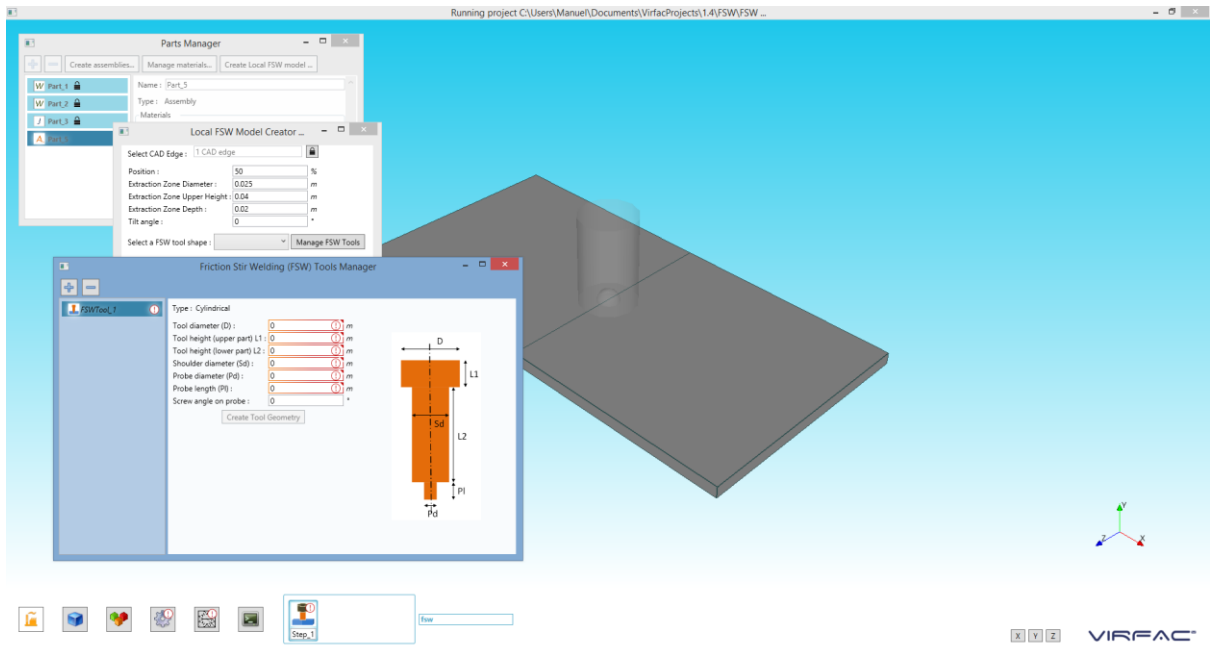 Running project C:\Users\Manuel\Documents\VirfacProjects\1.4\FSW\FSW ...
Parts Manager
Create assemblies... Manage materials... Create Local FSW model ...
W Part_1
W Part_2
J Part_3
A
Name : Part_5
Type : Assembly
Materials
Local FSW Model Creator ...
Select CAD Edge : 1 CAD edge
Position : 50 %
Extraction Zone Diameter : 0.025 m
Extraction Zone Upper Height : 0.04 m
Extraction Zone Depth : 0.02 m
Tilt angle : 0 °
Select a FSW tool shape : Manage FSW Tools
Friction Stir Welding (FSW) Tools Manager
FSWTool_1
Type : Cylindrical
Tool diameter (D) : 0 m
Tool height (upper part) L1 : 0 m
Tool height (lower part) L2 : 0 m
Shoulder diameter (Sd) : 0 m
Probe diameter (Pd) : 0 m
Probe length (Pl) : 0 m
Screw angle on probe : 0 °
Create Tool Geometry
D
L1
Sd
L2
Pl
Pd
Y
Z X
Step_1
fsw
X Y Z
VIRFAC